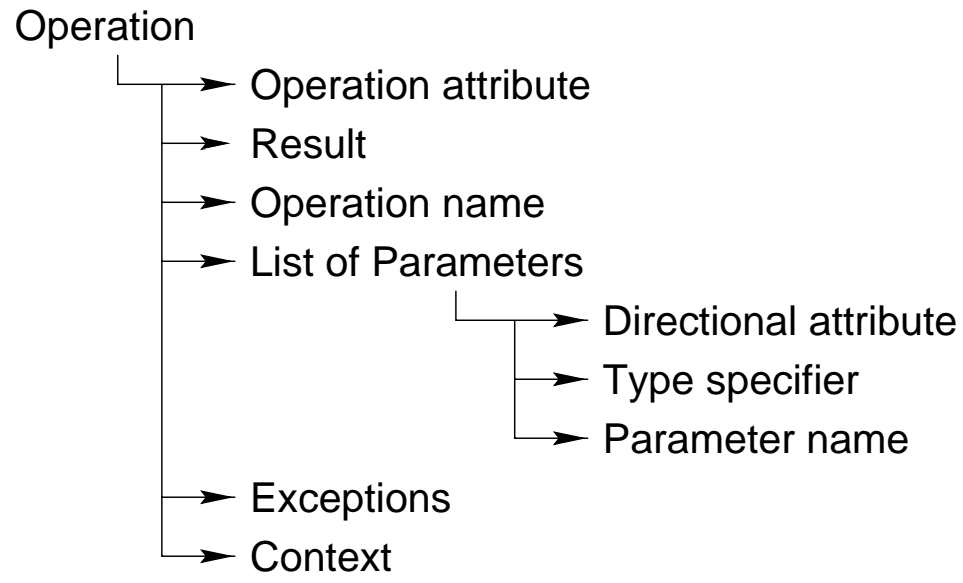 Operation
Operation attribute
Result
Operation name
List of Parameters
Directional attribute
Type specifier
Parameter name
Exceptions
Context